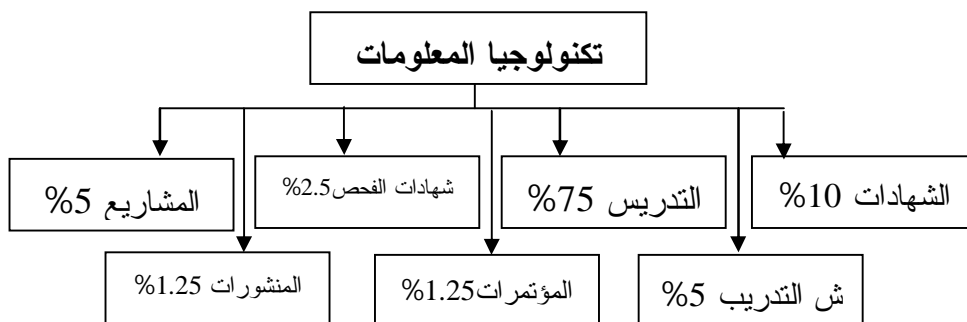 تكنولوجيا المعلومات
الشهادات 10%
التدريس 75%
شهادات الفحص2.5%
المشاريع 5%
ش التدريب 5%
المؤتمرات1.25%
المنشورات 1.25%